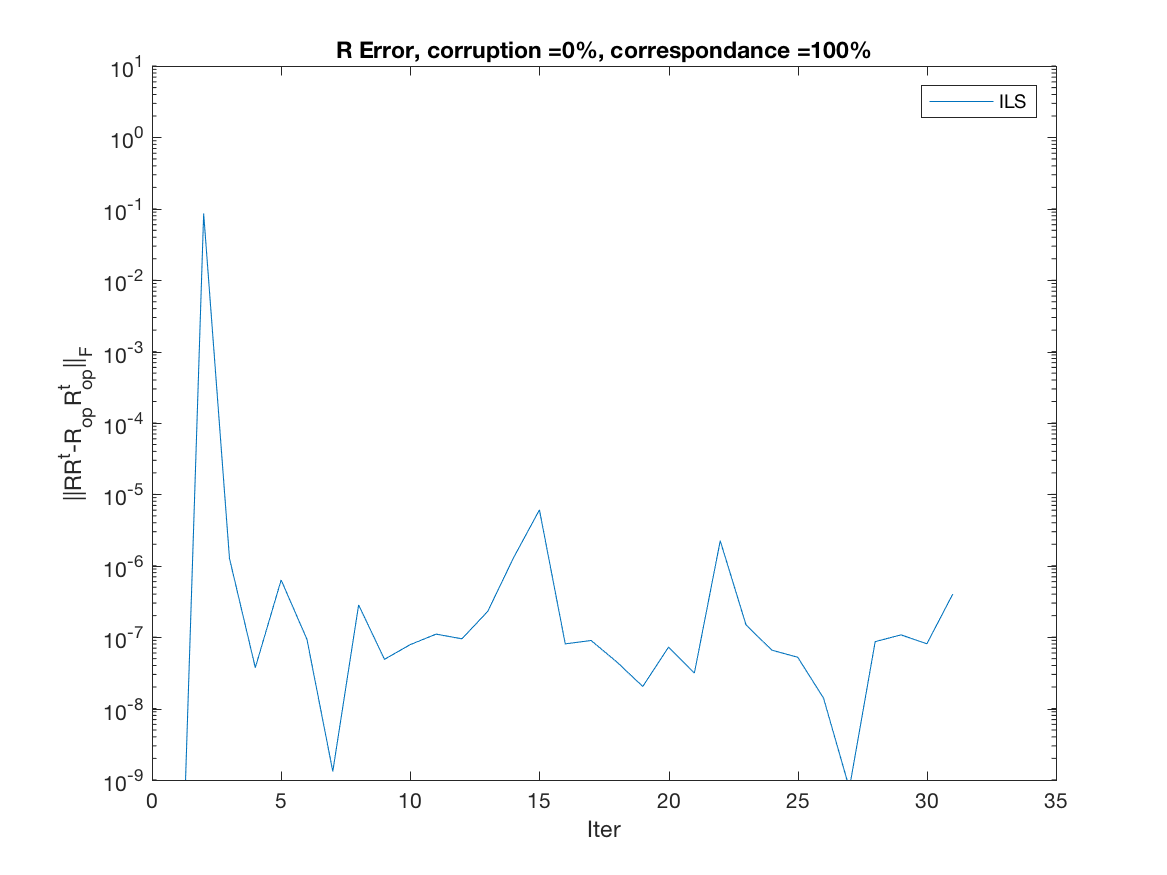 R Error, corruption =0%, correspondance =100%
ILS
10^1
10^0
10^-1
10^-2
10^-3
10^-4
10^-5
10^-6
10^-7
10^-8
10^-9
||RR^t-R_op R^t_op||_F
0 5 10 15 20 25 30 35
Iter